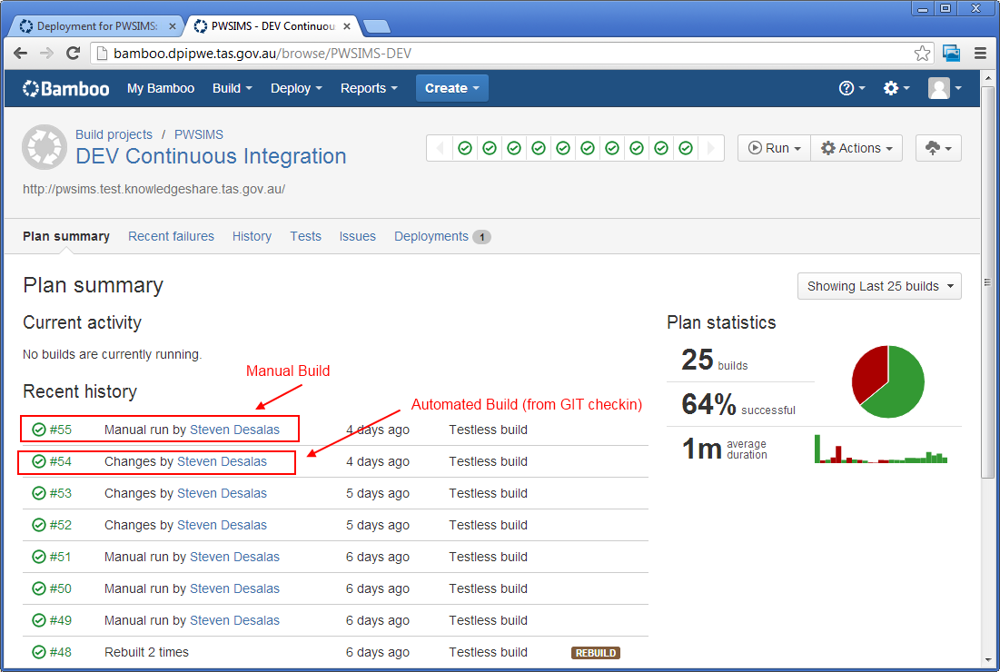 Deployment for PWSIMS:
PWSIMS - DEV Continuou
bamboo.dpipwe.tas.gov.au/browse/PWSIMS-DEV
Bamboo My Bamboo Build Deploy Reports Create
Build projects / PWSIMS
DEV Continuous Integration
Run Actions
http://pwsims.test.knowledgeshare.tas.gov.au/
Plan summary Recent failures History Tests Issues Deployments 1
Plan summary
Showing Last 25 builds
Current activity
No builds are currently running.
Manual Build
Recent history
Automated Build (from GIT checkin)
#55 Manual run by Steven Desalas 4 days ago Testless build
#54 Changes by Steven Desalas 4 days ago Testless build
#53 Changes by Steven Desalas 5 days ago Testless build
#52 Changes by Steven Desalas 5 days ago Testless build
#51 Manual run by Steven Desalas 6 days ago Testless build
#50 Manual run by Steven Desalas 6 days ago Testless build
#49 Manual run by Steven Desalas 6 days ago Testless build
#48 Rebuilt 2 times 6 days ago Testless build REBUILD
Plan statistics
25 builds
64% successful
1m average duration